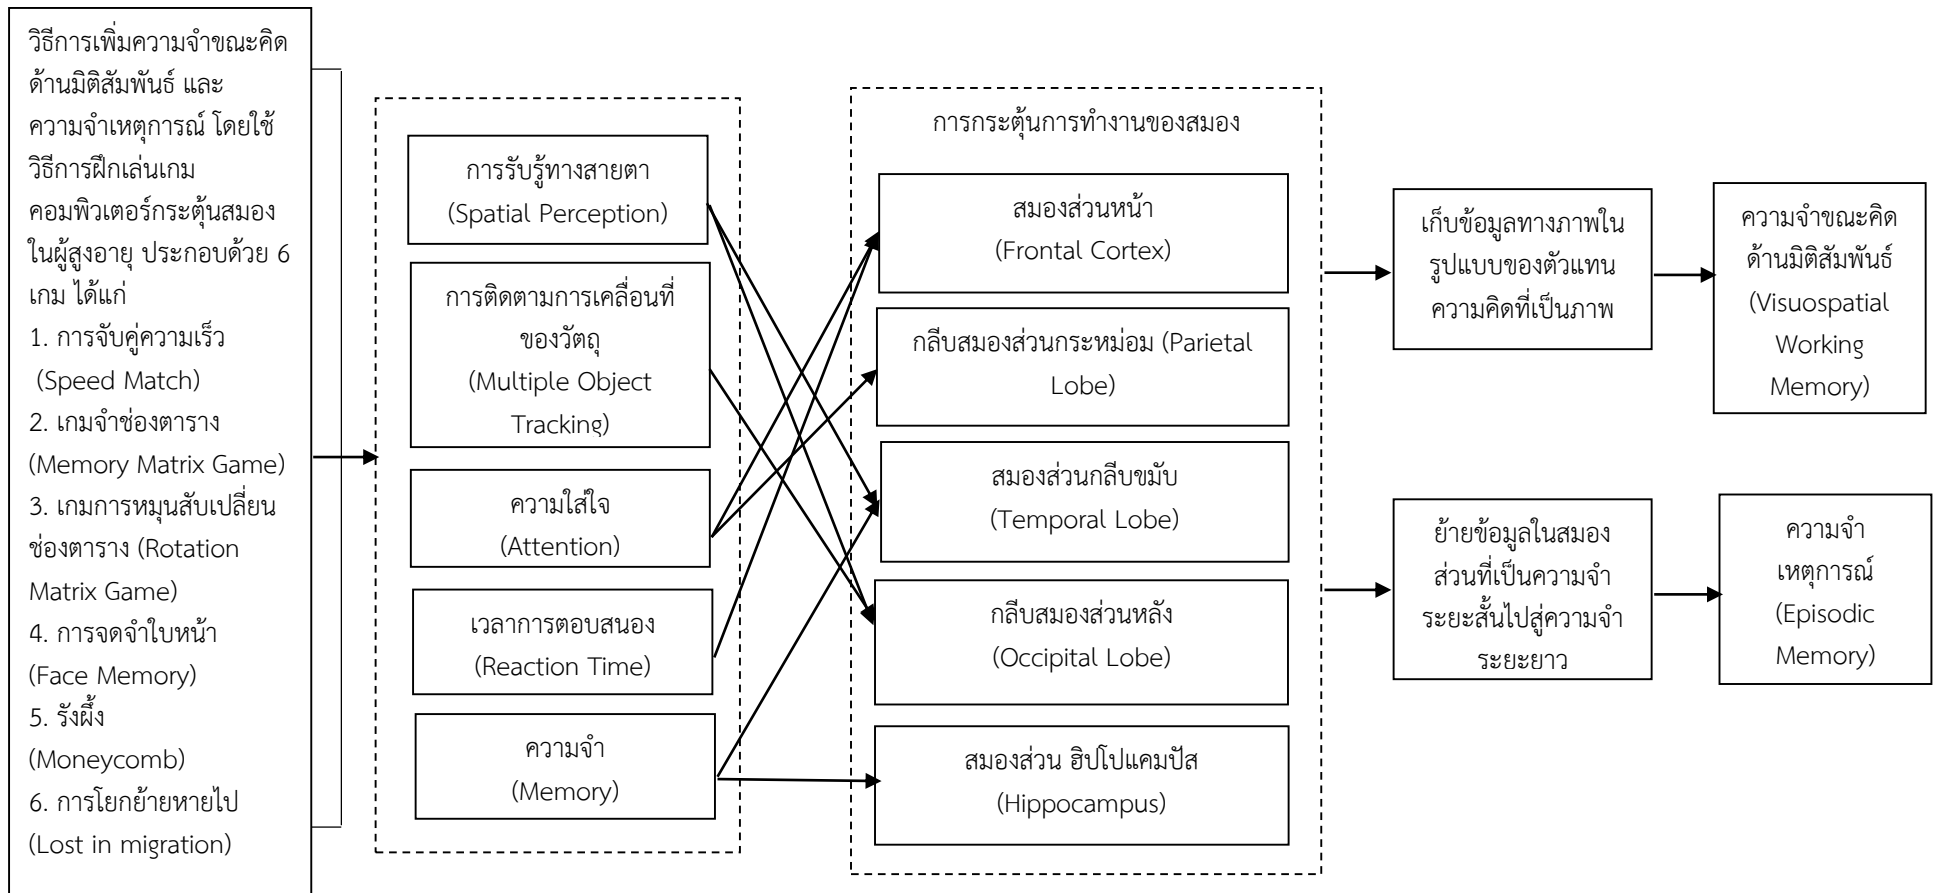 วิธีการเพิ่มความจำขณะคิด
ด้านมิติสัมพันธ์ และ
ความจำเหตุการณ์ โดยใช้
วิธีการฝึกเล่นเกม
คอมพิวเตอร์กระตุ้นสมอง
ในผู้สูงอายุ ประกอบด้วย 6
เกม ได้แก่
1. การจับคู่ความเร็ว
(Speed Match)
2. เกมจำช่องตาราง
(Memory Matrix Game)
3. เกมการหมุนสับเปลี่ยน
ช่องตาราง (Rotation
Matrix Game)
4. การจดจำใบหน้า
(Face Memory)
5. รังผึ้ง
(Moneycomb)
6. การโยกย้ายหายไป
(Lost in migration)
การรับรู้ทางสายตา
(Spatial Perception)
การติดตามการเคลื่อนที่
ของวัตถุ
(Multiple Object
Tracking)
ความใส่ใจ
(Attention)
เวลาการตอบสนอง
(Reaction Time)
ความจำ
(Memory)
การกระตุ้นการทำงานของสมอง
สมองส่วนหน้า
(Frontal Cortex)
กลีบสมองส่วนกระหม่อม (Parietal
Lobe)
สมองส่วนกลีบขมับ
(Temporal Lobe)
กลีบสมองส่วนหลัง
(Occipital Lobe)
สมองส่วน ฮิปโปแคมปัส
(Hippocampus)
เก็บข้อมูลทางภาพใน
รูปแบบของตัวแทน
ความคิดที่เป็นภาพ
ความจำขณะคิด
ด้านมิติสัมพันธ์
(Visuospatial
Working
Memory)
ย้ายข้อมูลในสมอง
ส่วนที่เป็นความจำ
ระยะสั้นไปสู่ความจำ
ระยะยาว
ความจำ
เหตุการณ์
(Episodic
Memory)